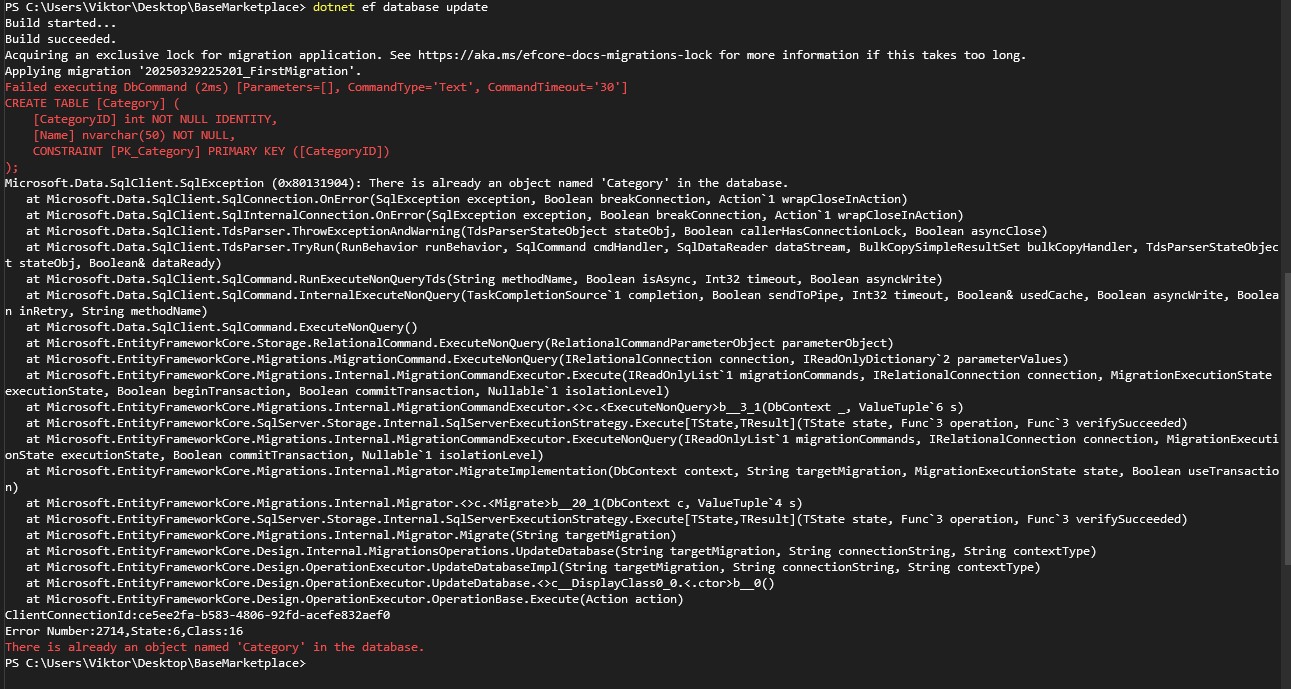 PS C:\Users\Viktor\Desktop\BaseMarketplace> dotnet ef database update
Build started...
Build succeeded.
Acquiring an exclusive lock for migration application. See https://aka.ms/efcore-docs-migrations-lock for more information if this takes too long.
Applying migration '20250329225201_FirstMigration'.
Failed executing DbCommand (2ms) [Parameters=[], CommandType='Text', CommandTimeout='30']
CREATE TABLE [Category] (
    [CategoryID] int NOT NULL IDENTITY,
    [Name] nvarchar(50) NOT NULL,
    CONSTRAINT [PK_Category] PRIMARY KEY ([CategoryID])
);
Microsoft.Data.SqlClient.SqlException (0x80131904): There is already an object named 'Category' in the database.
   at Microsoft.Data.SqlClient.SqlConnection.OnError(SqlException exception, Boolean breakConnection, Action`1 wrapCloseInAction)
   at Microsoft.Data.SqlClient.SqlInternalConnection.OnError(SqlException exception, Boolean breakConnection, Action`1 wrapCloseInAction)
   at Microsoft.Data.SqlClient.TdsParser.ThrowExceptionAndWarning(TdsParserStateObject stateObj, Boolean callerHasConnectionLock, Boolean asyncClose)
   at Microsoft.Data.SqlClient.TdsParser.TryRun(RunBehavior runBehavior, SqlCommand cmdHandler, SqlDataReader dataStream, BulkCopySimpleResultSet bulkCopyHandler, TdsParserStateObjec
t stateObj, Boolean& dataReady)
   at Microsoft.Data.SqlClient.SqlCommand.RunExecuteNonQueryTds(String methodName, Boolean isAsync, Int32 timeout, Boolean asyncWrite)
   at Microsoft.Data.SqlClient.SqlCommand.InternalExecuteNonQuery(TaskCompletionSource`1 completion, Boolean sendToPipe, Int32 timeout, Boolean& usedCache, Boolean asyncWrite, Boolea
n inRetry, String methodName)
   at Microsoft.Data.SqlClient.SqlCommand.ExecuteNonQuery()
   at Microsoft.EntityFrameworkCore.Storage.RelationalCommand.ExecuteNonQuery(RelationalCommandParameterObject parameterObject)
   at Microsoft.EntityFrameworkCore.Migrations.MigrationCommand.ExecuteNonQuery(IRelationalConnection connection, IReadOnlyDictionary`2 parameterValues)
   at Microsoft.EntityFrameworkCore.Migrations.Internal.MigrationCommandExecutor.Execute(IReadOnlyList`1 migrationCommands, IRelationalConnection connection, MigrationExecutionState
executionState, Boolean beginTransaction, Boolean commitTransaction, Nullable`1 isolationLevel)
   at Microsoft.EntityFrameworkCore.Migrations.Internal.MigrationCommandExecutor.<>c.<ExecuteNonQuery>b__3_1(DbContext _, ValueTuple`6 s)
   at Microsoft.EntityFrameworkCore.SqlServer.Storage.Internal.SqlServerExecutionStrategy.Execute[TState,TResult](TState state, Func`3 operation, Func`3 verifySucceeded)
   at Microsoft.EntityFrameworkCore.Migrations.Internal.MigrationCommandExecutor.ExecuteNonQuery(IReadOnlyList`1 migrationCommands, IRelationalConnection connection, MigrationExecuti
onState executionState, Boolean commitTransaction, Nullable`1 isolationLevel)
   at Microsoft.EntityFrameworkCore.Migrations.Internal.Migrator.MigrateImplementation(DbContext context, String targetMigration, MigrationExecutionState state, Boolean useTransactio
n)
   at Microsoft.EntityFrameworkCore.Migrations.Internal.Migrator.<>c.<Migrate>b__20_1(DbContext c, ValueTuple`4 s)
   at Microsoft.EntityFrameworkCore.SqlServer.Storage.Internal.SqlServerExecutionStrategy.Execute[TState,TResult](TState state, Func`3 operation, Func`3 verifySucceeded)
   at Microsoft.EntityFrameworkCore.Migrations.Internal.Migrator.Migrate(String targetMigration)
   at Microsoft.EntityFrameworkCore.Design.Internal.MigrationsOperations.UpdateDatabase(String targetMigration, String connectionString, String contextType)
   at Microsoft.EntityFrameworkCore.Design.OperationExecutor.UpdateDatabaseImpl(String targetMigration, String connectionString, String contextType)
   at Microsoft.EntityFrameworkCore.Design.OperationExecutor.UpdateDatabase.<>c__DisplayClass0_0.<.ctor>b__0()
   at Microsoft.EntityFrameworkCore.Design.OperationExecutor.OperationBase.Execute(Action action)
ClientConnectionId:ce5ee2fa-b583-4806-92fd-acefe832aef0
Error Number:2714,State:6,Class:16
There is already an object named 'Category' in the database.
PS C:\Users\Viktor\Desktop\BaseMarketplace>